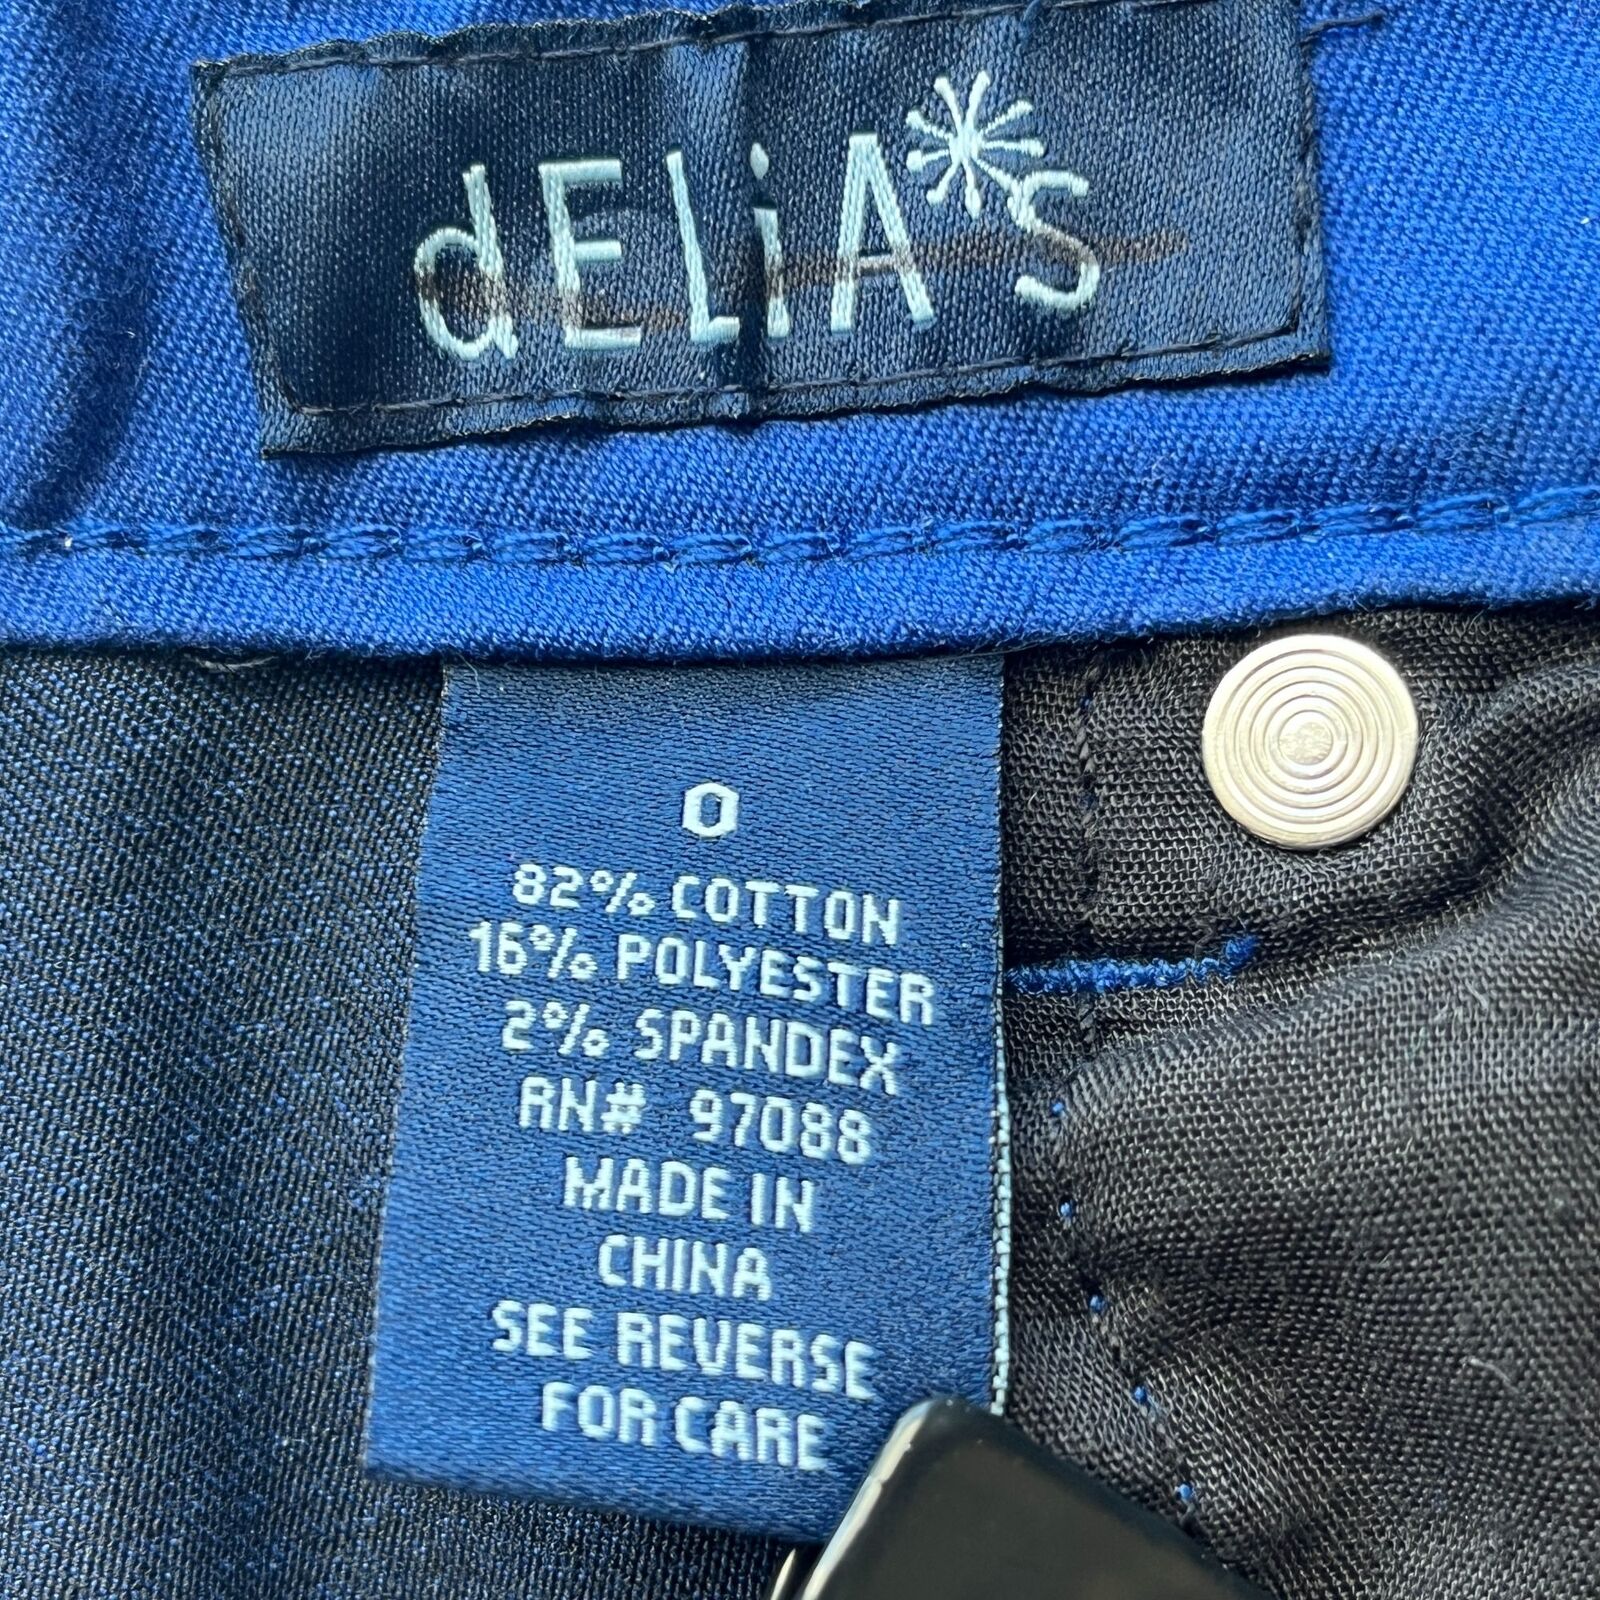 dELiA*S
0
82% COTTON
16% POLYESTER
2% SPANDEX
RN# 97088
MADE IN
CHINA
SEE REVERSE
FOR CARE